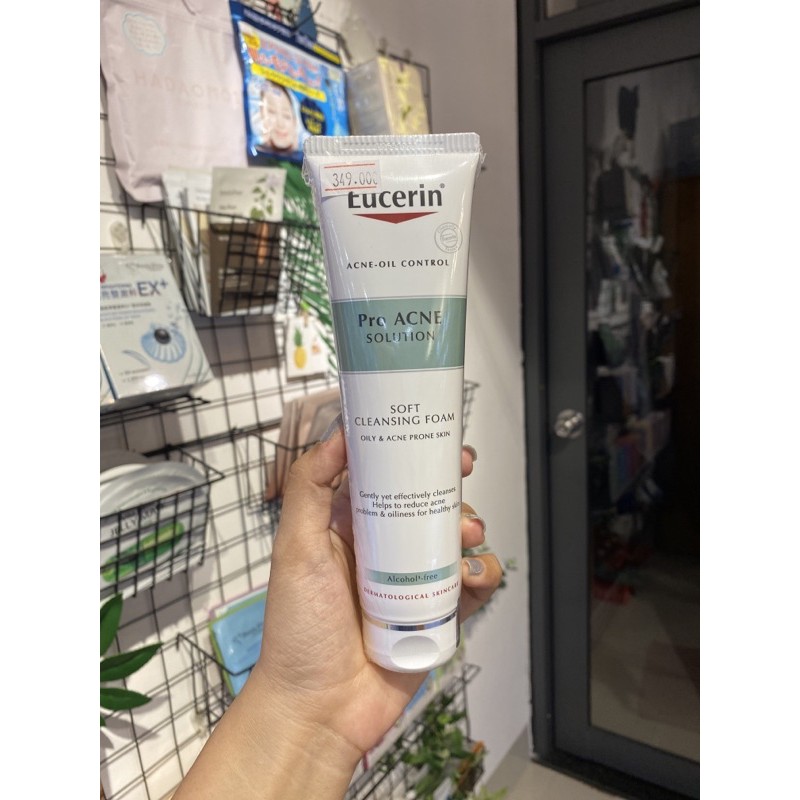 349.000
Eucerin
ACNE-OIL CONTROL
Pro ACNE
SOLUTION
SOFT
CLEANSING FOAM
OILY & ACNE PRONE SKIN
Gently yet effectively cleanses
Helps to reduce acne
problem & oiliness for healthy skin
Alcohol*-free
DERMATOLOGICAL SKINCARE
EX+